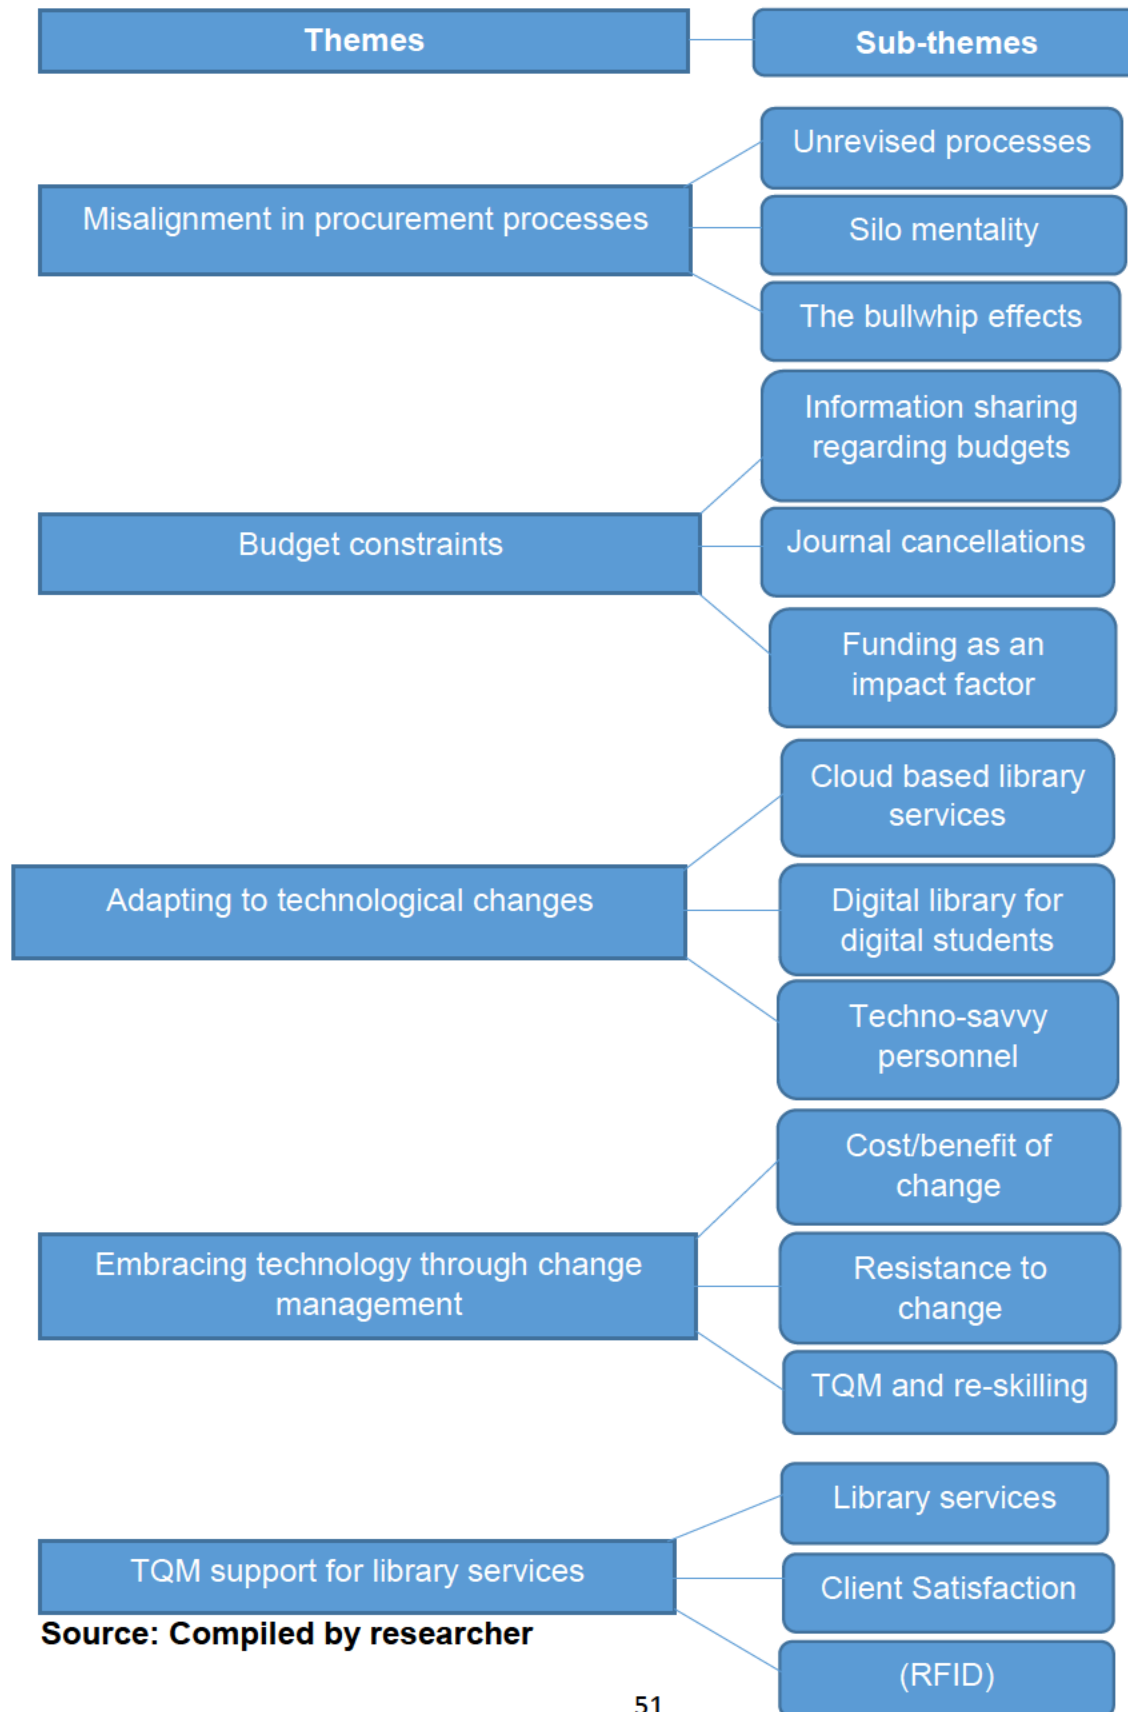 Themes
Sub-themes
Misalignment in procurement processes
Unrevised processes
Silo mentality
The bullwhip effects
Budget constraints
Information sharing
regarding budgets
Journal cancellations
Funding as an
impact factor
Adapting to technological changes
Cloud based library
services
Digital library for
digital students
Techno-savvy
personnel
Embracing technology through change
management
Cost/benefit of
change
Resistance to
change
TQM and re-skilling
TQM support for library services
Library services
Client Satisfaction
(RFID)
Source: Compiled by researcher
51